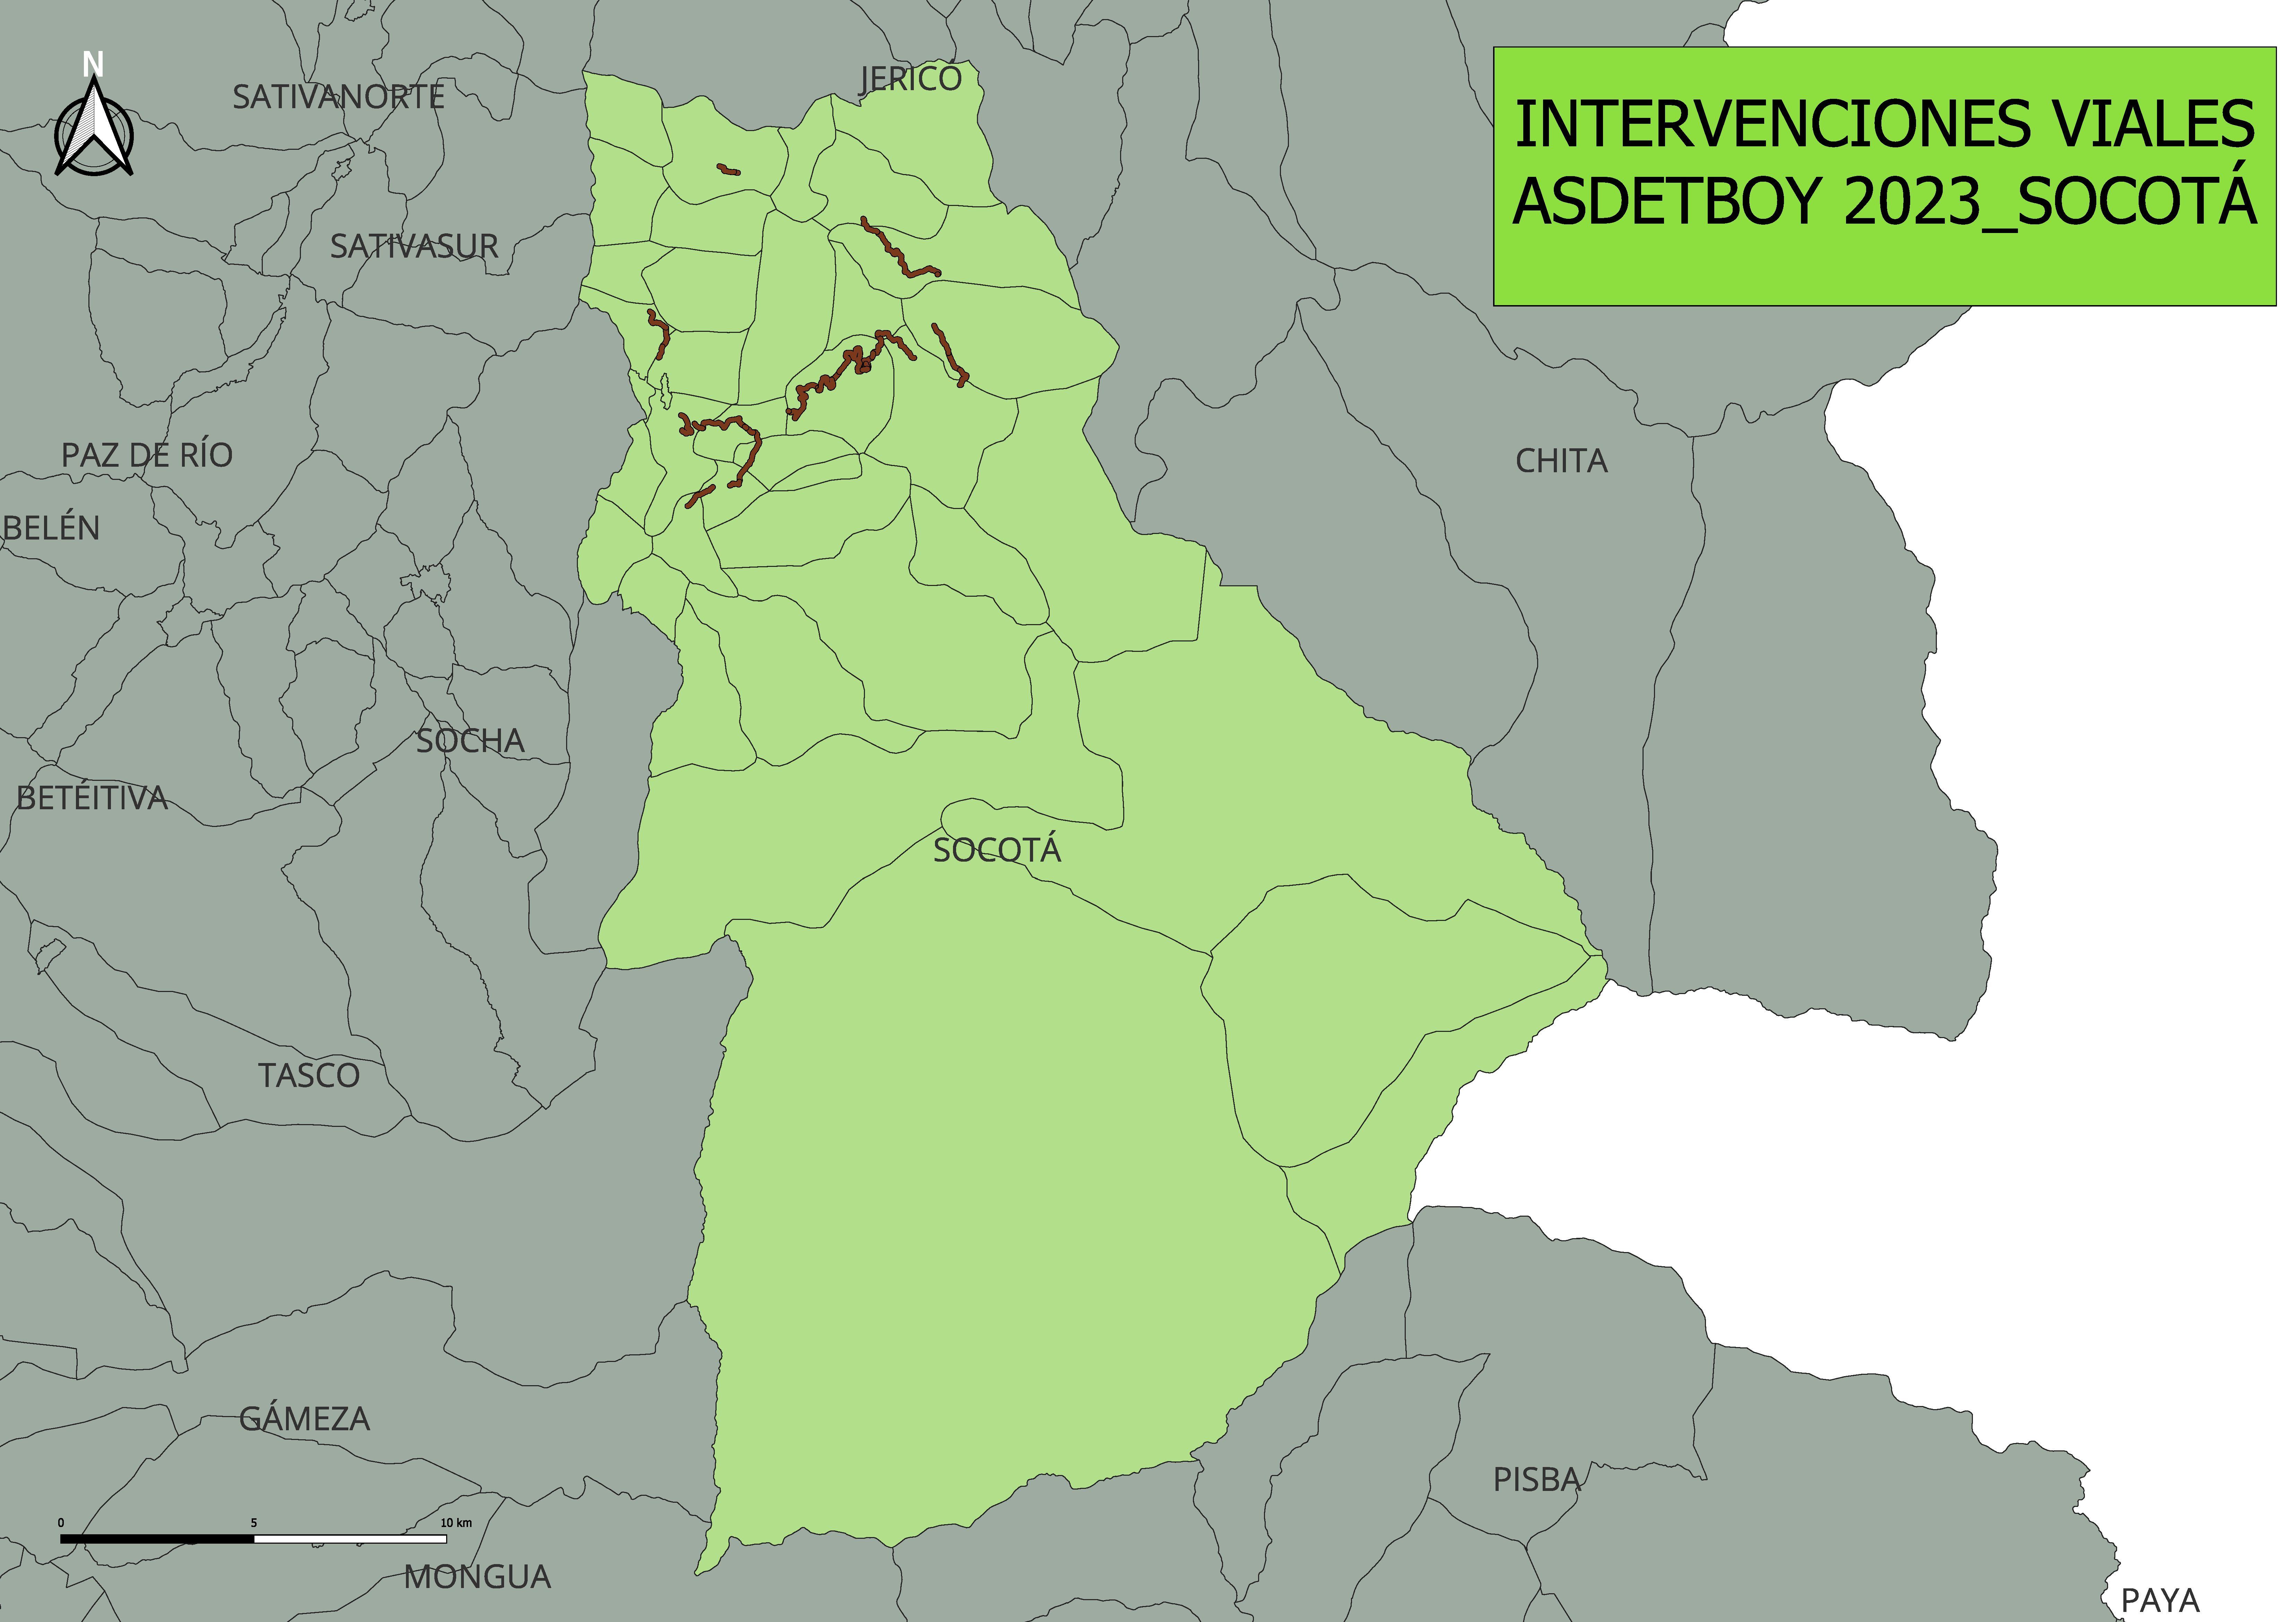 N
JERICÓ
SATIVANORTE
INTERVENCIONES VIALES
ASDETBOY 2023_SOCOTÁ
SATIVASUR
PAZ DE RÍO
CHITA
BELÉN
SOCHA
BETÉITIVA
SOCOTÁ
TASCO
GÁMEZA
PISBA
0 5 10 km
MONGUA
PAYA